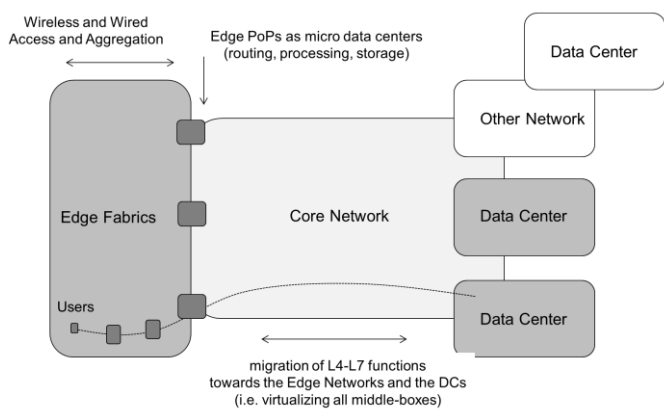 Wireless and Wired
Access and Aggregation
Edge PoPs as micro data centers
(routing, processing, storage)
Data Center
Other Network
Edge Fabrics
Core Network
Data Center
Users
Data Center
migration of L4-L7 functions
towards the Edge Networks and the DCs
(i.e. virtualizing all middle-boxes)